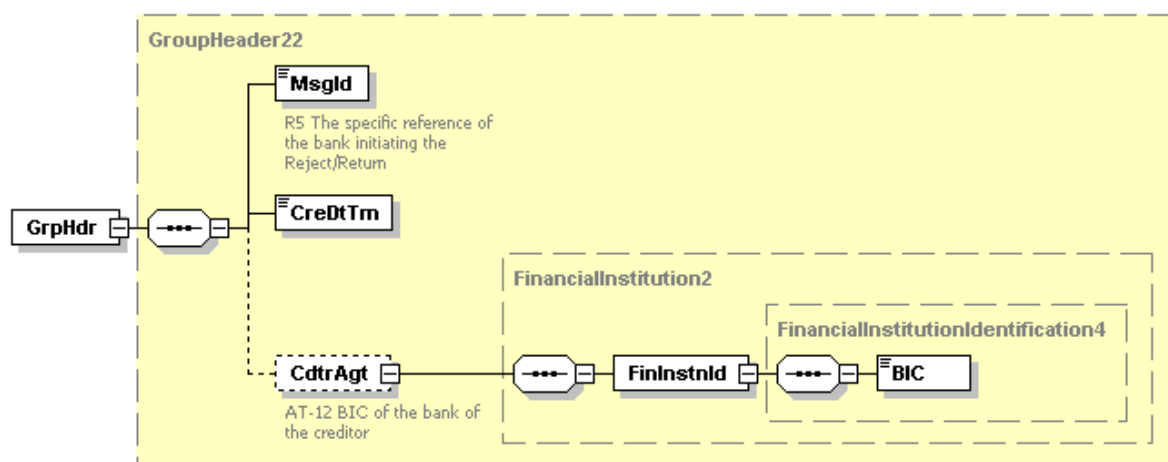 GroupHeader22
MsgId
R5 The specific reference of
the bank initiating the
Reject/Return
GrpHdr
CreDtTm
FinancialInstitution2
FinancialInstitutionIdentification4
CdtrAgt
FinInstnId
BIC
AT-12 BIC of the bank of
the creditor